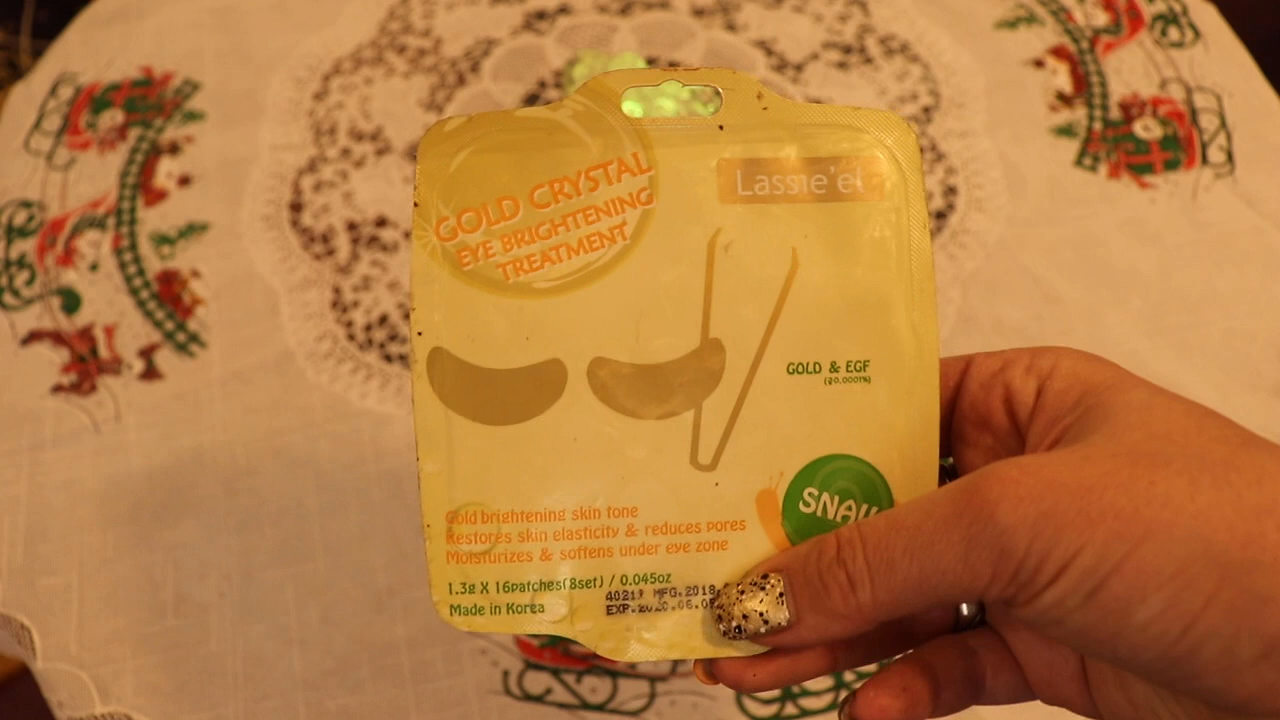 GOLD CRYSTAL
EYE BRIGHTENING
TREATMENT
Lassie'el
GOLD & EGF
Gold brightening skin tone
Restores skin elasticity & reduces pores
Moisturizes & softens under eye zone
1.3g X 16patches(8set) / 0.045oz
Made in Korea
MFG.2018